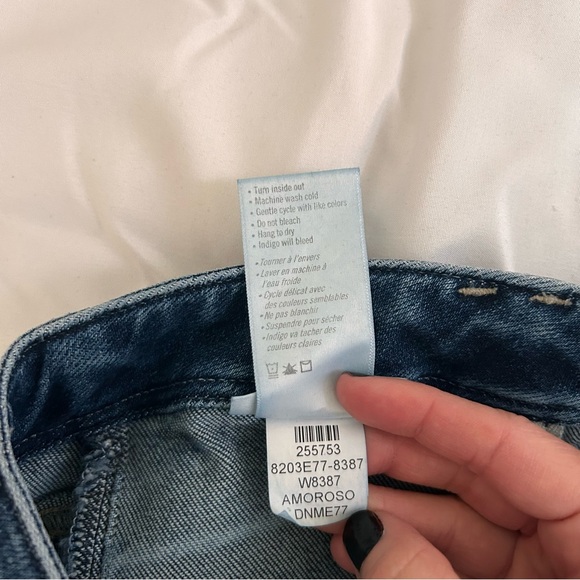 • Turn inside out
• Machine wash cold
• Gentle cycle with like colors
• Do not bleach
• Hang to dry
• Indigo will bleed
• Tourner à l'envers
• Laver en machine à
l'eau froide
• Cycle délicat avec
des couleurs semblables
• Ne pas blanchir
• Suspendre pour sécher
• Indigo va tacher des
couleurs claires
255753
8203E77-8387
W8387
AMOROSO
DNME77